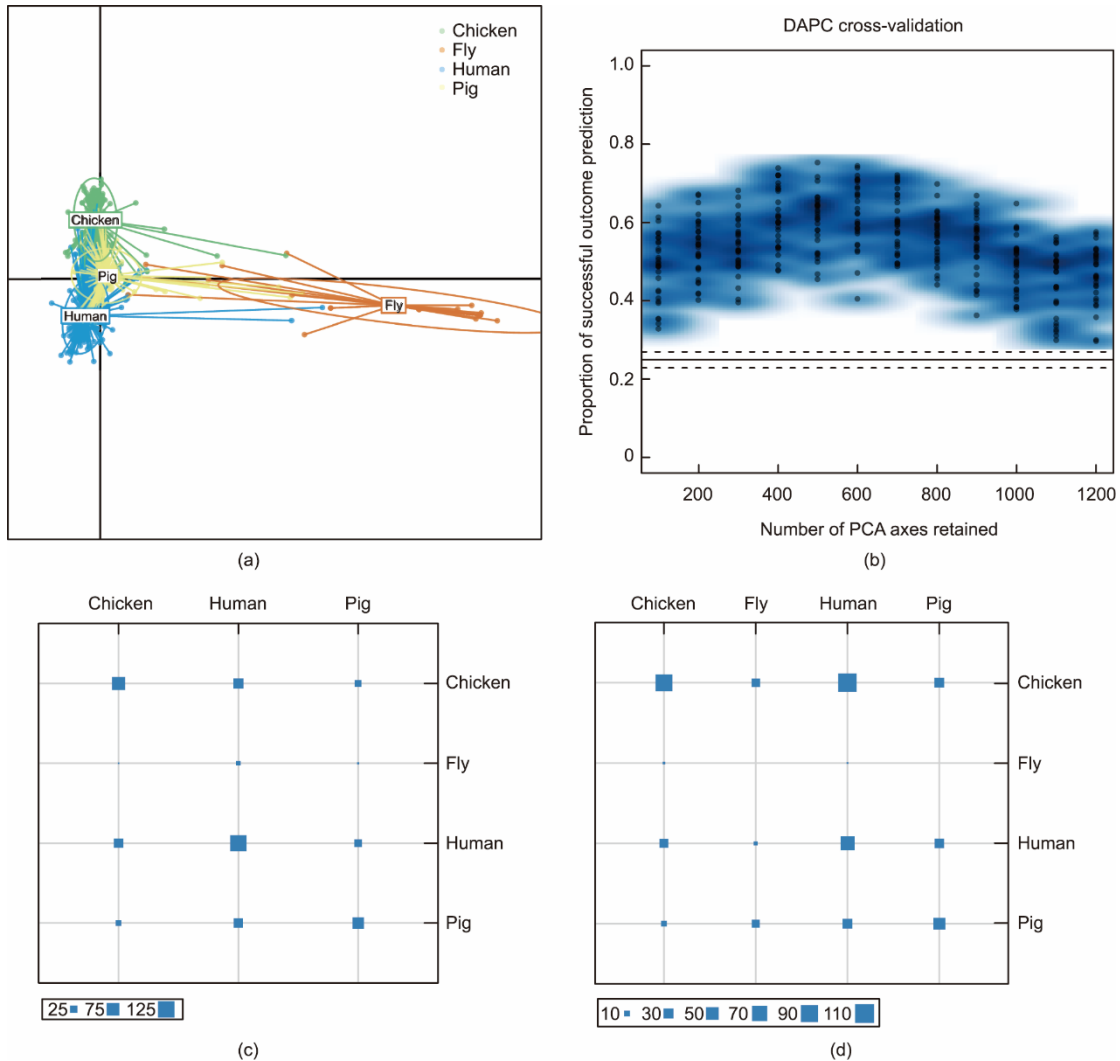 Chicken
Fly
Human
Pig
Chicken
Pig
Human
Fly
(a)
DAPC cross-validation
Proportion of successful outcome prediction
1.0
0.8
0.6
0.4
0.2
0
200 400 600 800 1000 1200
Number of PCA axes retained
(b)
Chicken Human Pig
Chicken
Fly
Human
Pig
25 75 125
(c)
Chicken Fly Human Pig
Chicken
Fly
Human
Pig
10 30 50 70 90 110
(d)